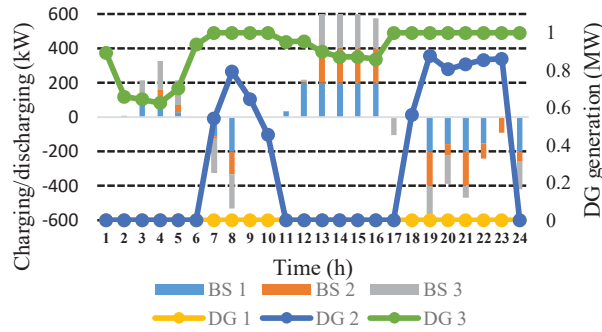 Charging/discharging (kW)
600
400
200
0
-200
-400
-600
1
0.8
0.6
0.4
0.2
0
DG generation (MW)
1 2 3 4 5 6 7 8 9 10 11 12 13 14 15 16 17 18 19 20 21 22 23 24
Time (h)
BS 1 BS 2 BS 3
DG 1 DG 2 DG 3